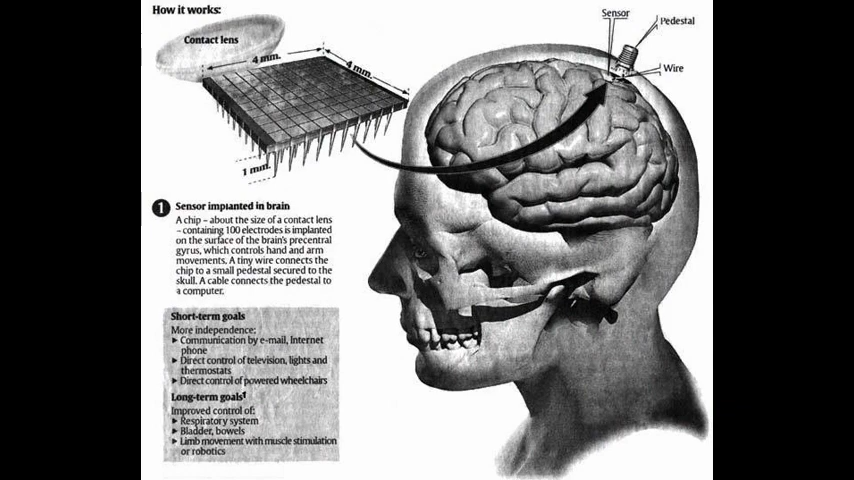 How it works:
Contact lens
4 mm.
4 mm.
1 mm.
Sensor
Pedestal
Wire
1 Sensor implanted in brain
A chip – about the size of a contact lens
– containing 100 electrodes is implanted
on the surface of the brain's precentral
gyrus, which controls hand and arm
movements. A tiny wire connects the
chip to a small pedestal secured to the
skull. A cable connects the pedestal to
a computer.
Short-term goals
More independence:
▶ Communication by e-mail, Internet
phone
▶ Direct control of television, lights and
thermostats
▶ Direct control of powered wheelchairs
Long-term goals¹
Improved control of:
▶ Respiratory system
▶ Bladder, bowels
▶ Limb movement with muscle stimulation
or robotics